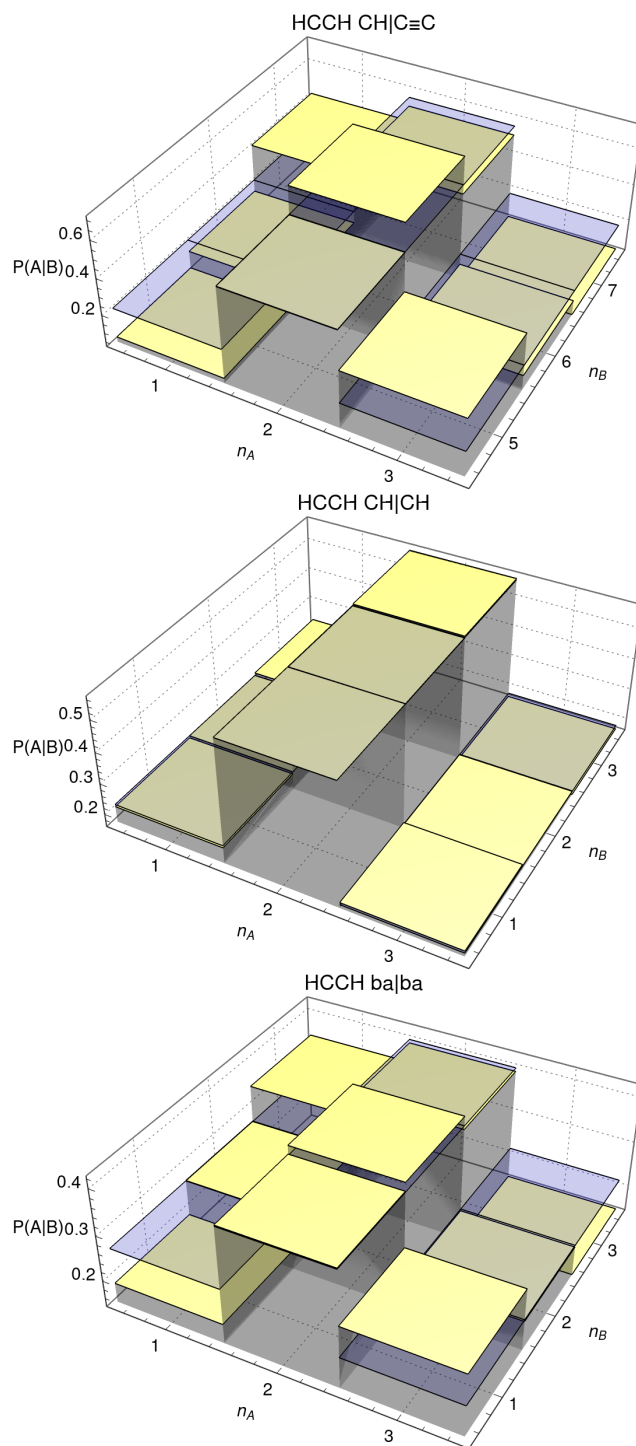 HCCH CH|C≡C
0.6
P(A|B) 0.4
0.2
7
6
n_B
5
1
2
3
n_A
HCCH CH|CH
0.5
P(A|B) 0.4
0.3
0.2
3
2
n_B
1
1
2
3
n_A
HCCH ba|ba
0.4
P(A|B) 0.3
0.2
3
2
n_B
1
1
2
3
n_A